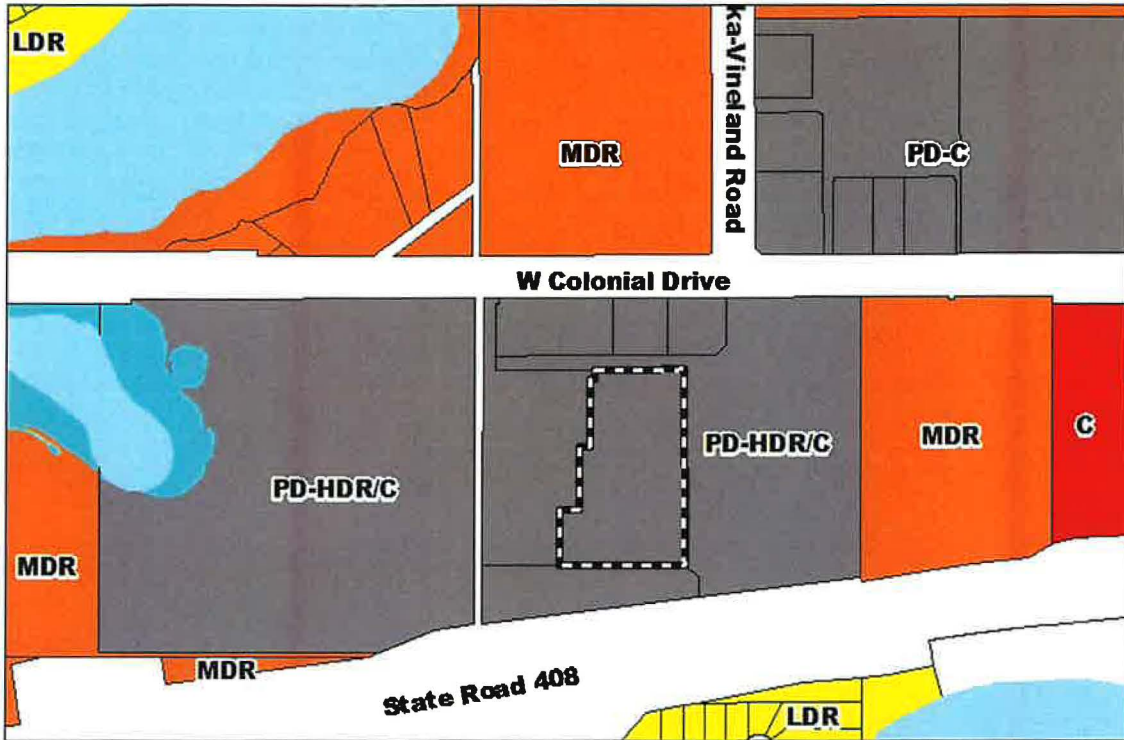 LDR
ka-Vineland Road
MDR
PD-C
W Colonial Drive
PD-HDR/C
MDR
C
PD-HDR/C
MDR
MDR
State Road 408
LDR